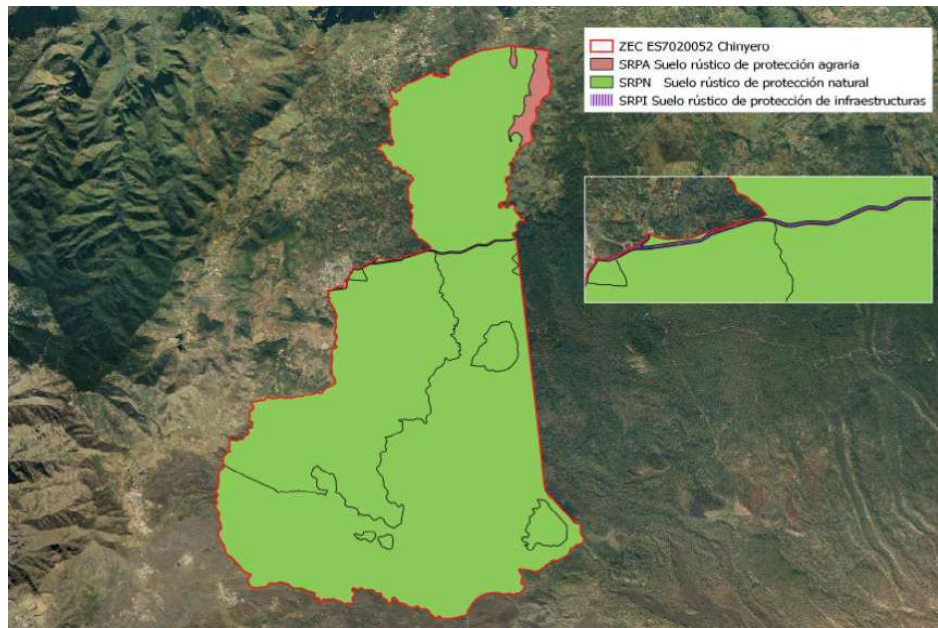 ZEC ES7020052 Chinyero
SRPA Suelo rústico de protección agraria
SRPN Suelo rústico de protección natural
SRPI Suelo rústico de protección de infraestructuras